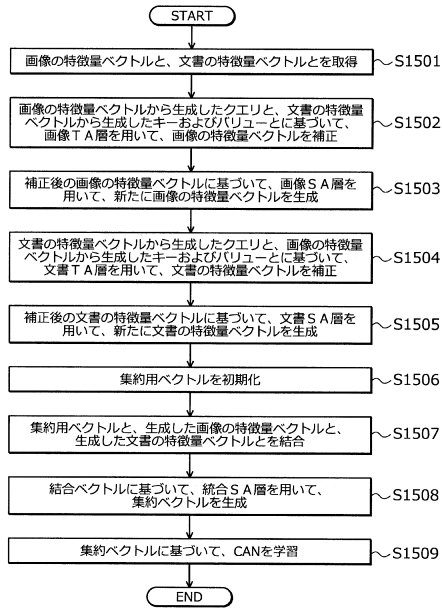 START
画像の特徴量ベクトルと、文書の特徴量ベクトルとを取得
S1501
画像の特徴量ベクトルから生成したクエリと、文書の特徴量
ベクトルから生成したキーおよびバリューとに基づいて、
画像ＴＡ層を用いて、画像の特徴量ベクトルを補正
S1502
補正後の画像の特徴量ベクトルに基づいて、画像ＳＡ層
を用いて、新たに画像の特徴量ベクトルを生成
S1503
文書の特徴量ベクトルから生成したクエリと、画像の特徴量
ベクトルから生成したキーおよびバリューとに基づいて、
文書ＴＡ層を用いて、文書の特徴量ベクトルを補正
S1504
補正後の文書の特徴量ベクトルに基づいて、文書ＳＡ層
を用いて、新たに文書の特徴量ベクトルを生成
S1505
集約用ベクトルを初期化
S1506
集約用ベクトルと、生成した画像の特徴量ベクトルと、
生成した文書の特徴量ベクトルとを結合
S1507
結合ベクトルに基づいて、統合ＳＡ層を用いて、
集約ベクトルを生成
S1508
集約ベクトルに基づいて、CANを学習
S1509
END